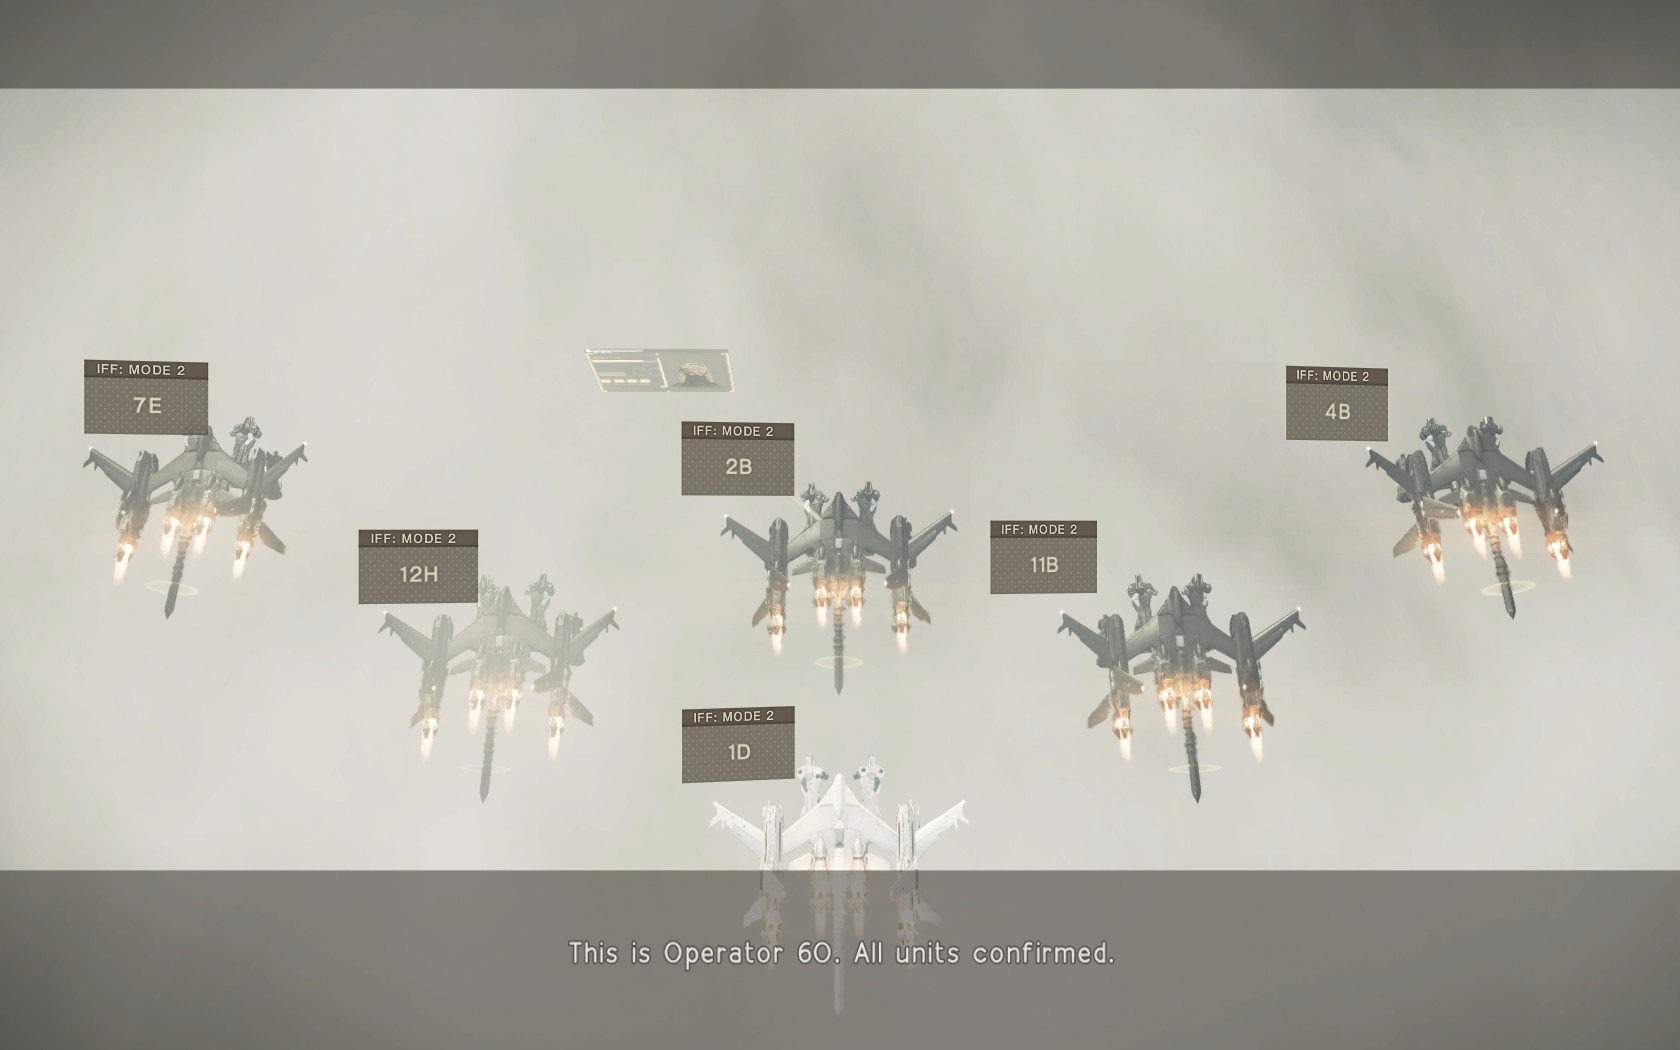 IFF: MODE 2
7E
IFF: MODE 2
12H
IFF: MODE 2
2B
IFF: MODE 2
1D
IFF: MODE 2
11B
IFF: MODE 2
4B
This is Operator 6O. All units confirmed.